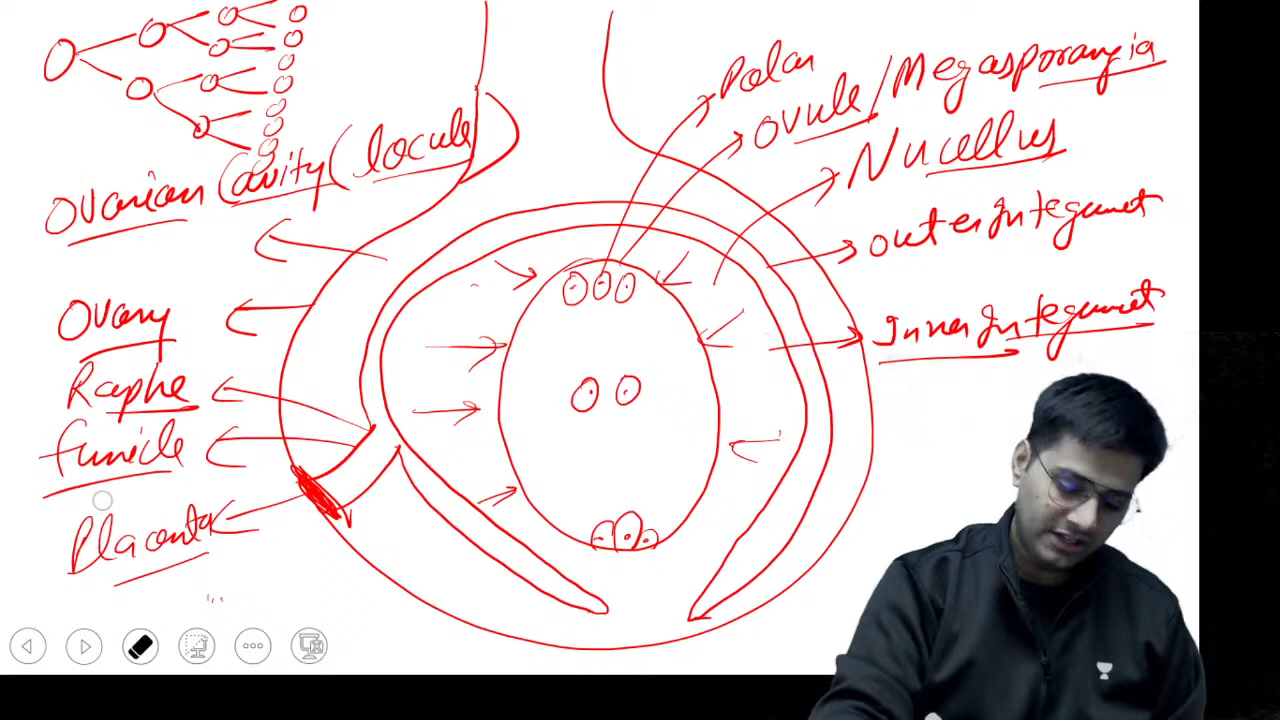 Polar
Ovule/Megasporangia
Nucellus
Outer Integument
Inner Integument
Ovarian Cavity (locule)
Ovary
Raphe
funicle
Placenta